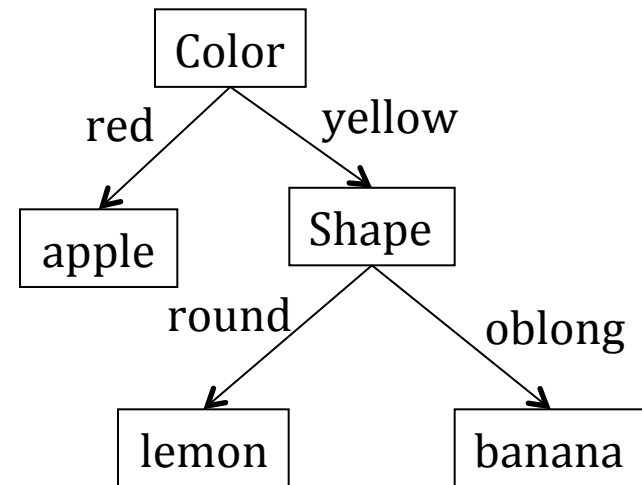 Color
red
yellow
apple
Shape
round
oblong
lemon
banana